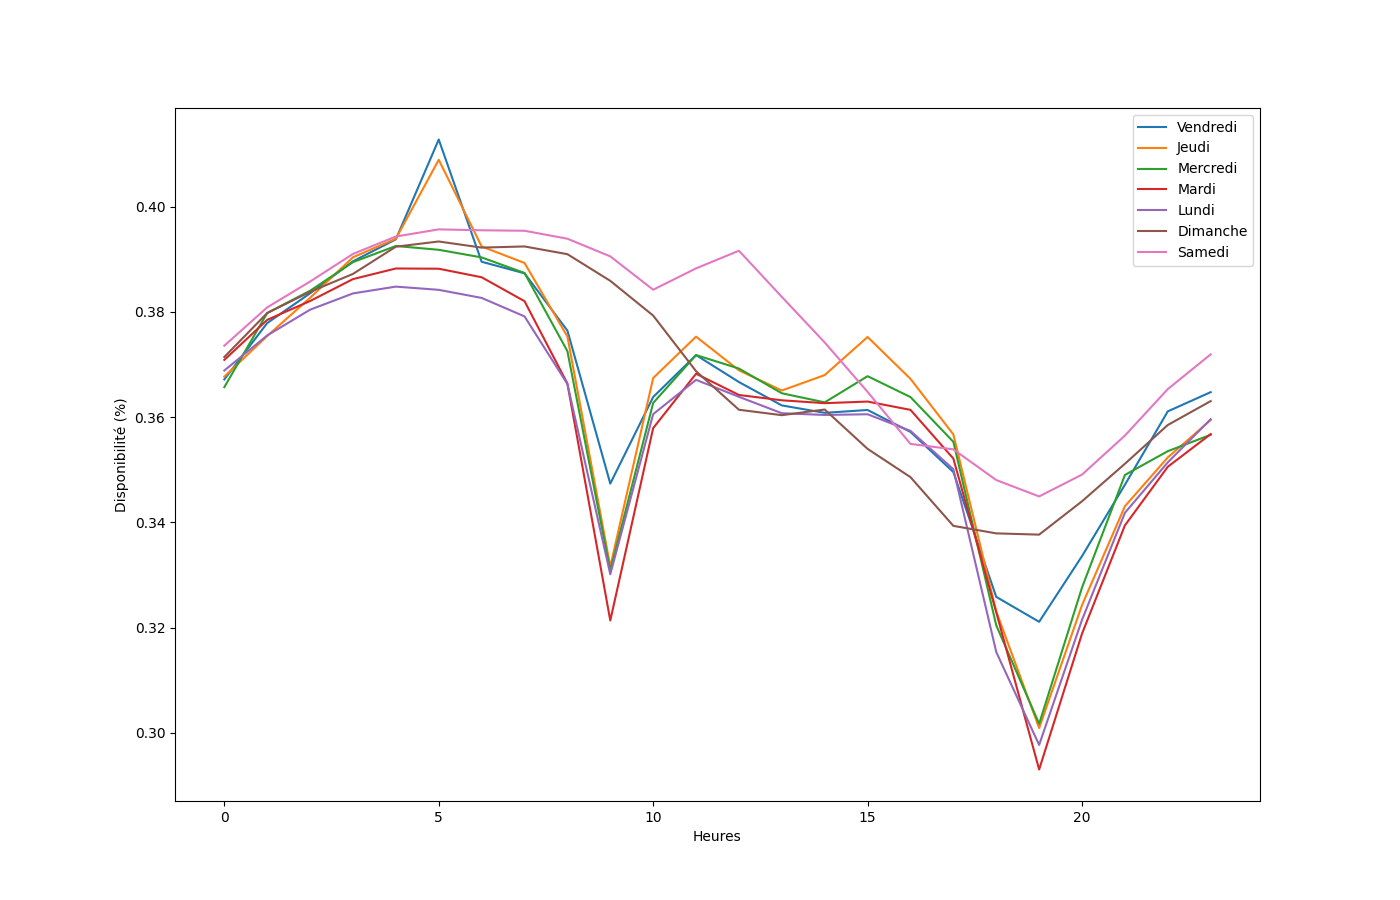 Vendredi
Jeudi
Mercredi
Mardi
Lundi
Dimanche
Samedi
0.40
0.38
0.36
0.34
0.32
0.30
Disponibilité (%)
0 5 10 15 20
Heures